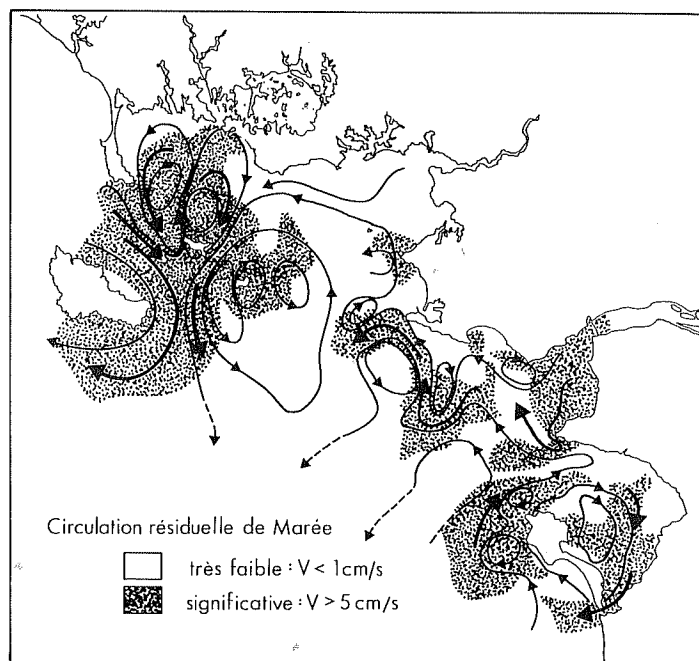 Circulation résiduelle de Marée
très faible : V < 1cm/s
significative : V > 5 cm/s